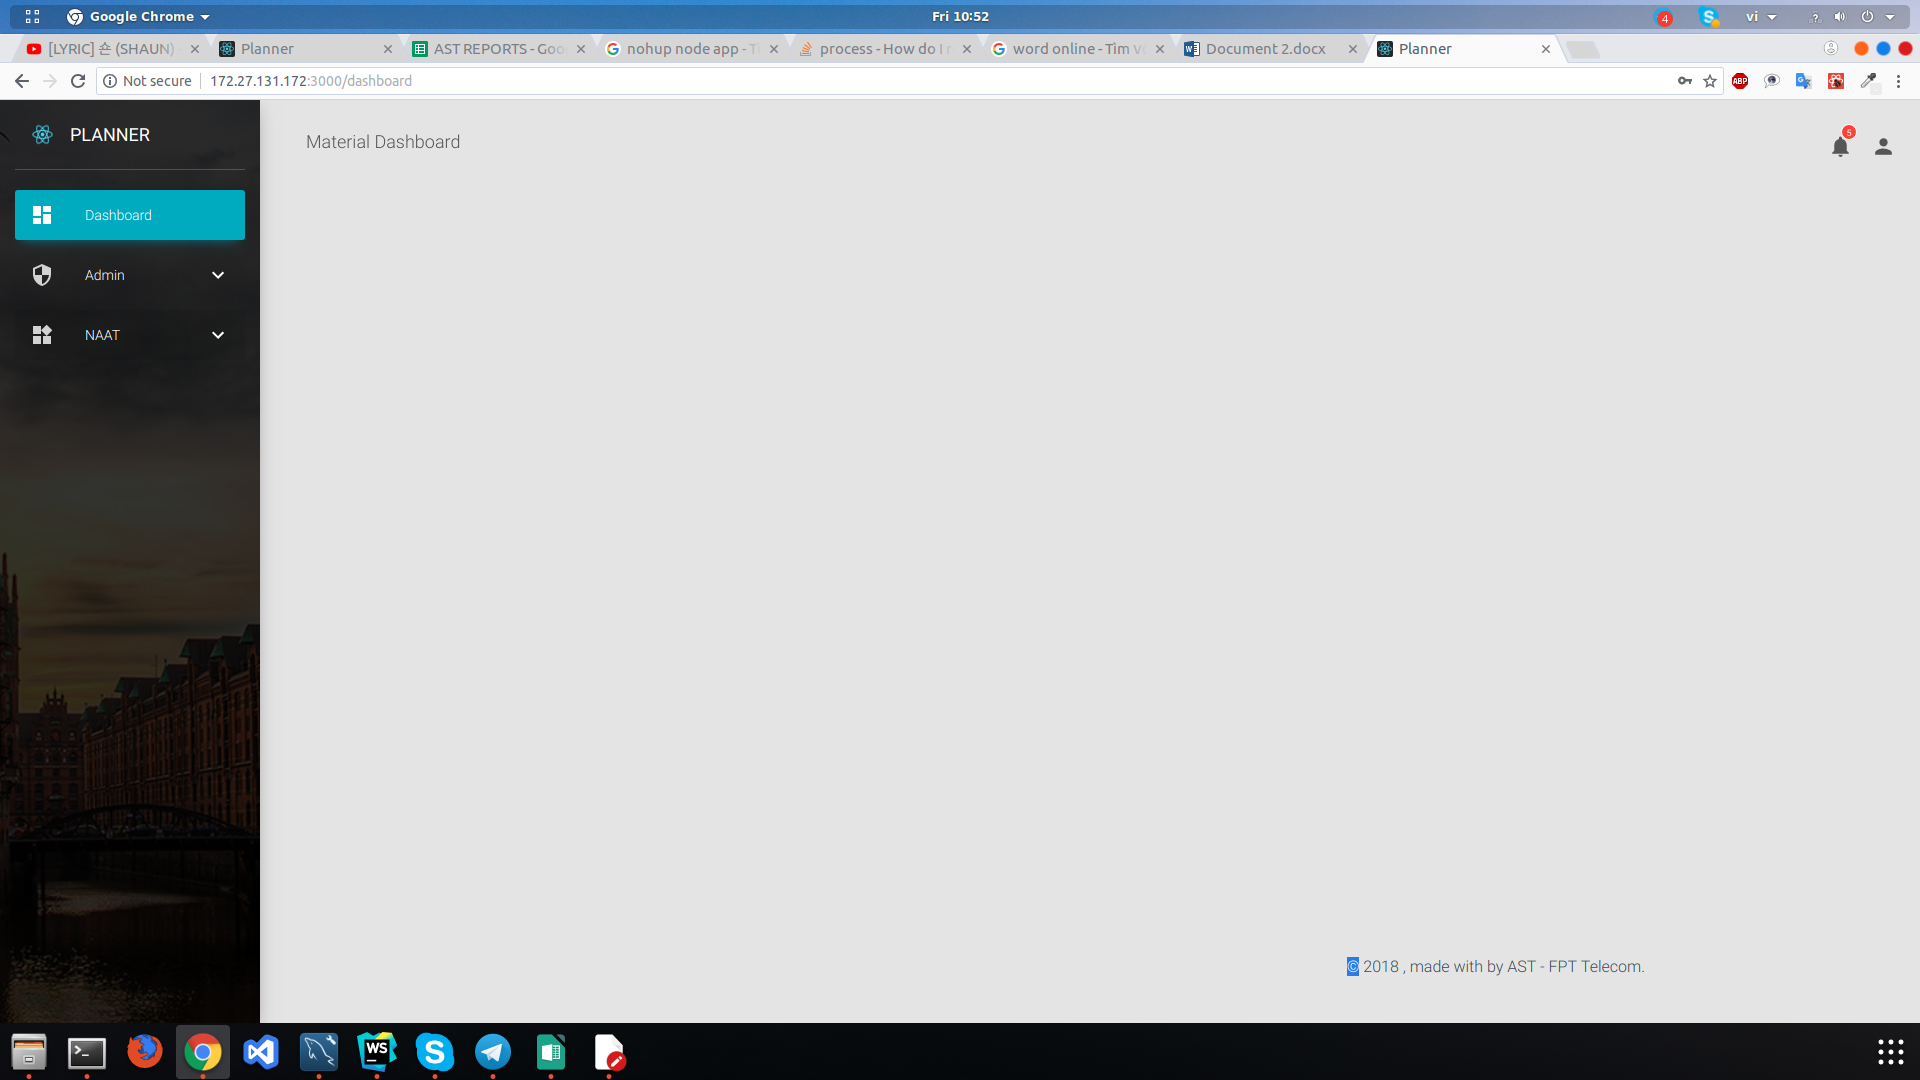 Google Chrome
Fri 10:52
4
vi
[LYRIC] 숀 (SHAUN)
Planner
AST REPORTS - Goo
nohup node app - T
process - How do I r
word online - Tìm v
Document 2.docx
Planner
Not secure
172.27.131.172:3000/dashboard
ABP
PLANNER
Material Dashboard
5
Dashboard
Admin
NAAT
© 2018 , made with by AST - FPT Telecom.
WS